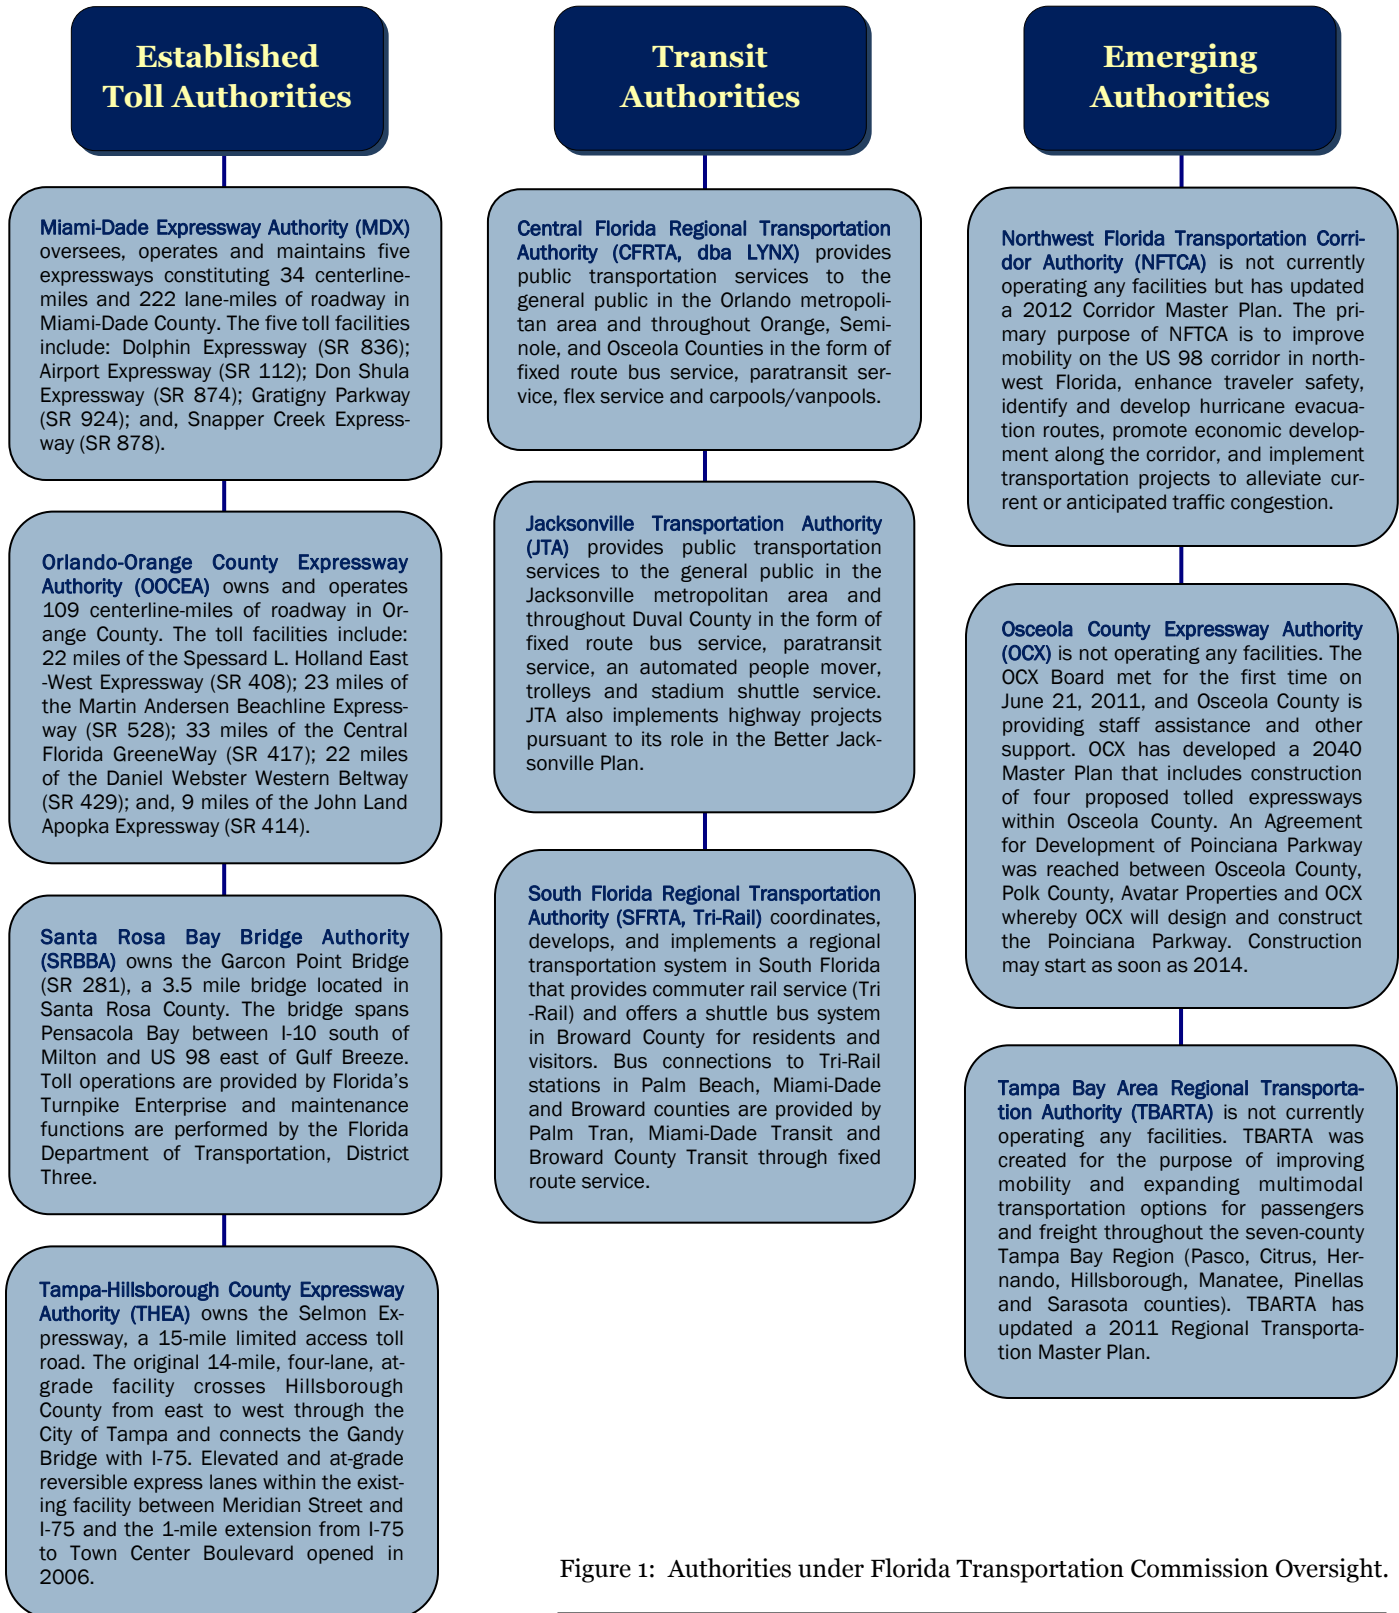 Established
Toll Authorities
Miami-Dade Expressway Authority (MDX)
oversees, operates and maintains five
expressways constituting 34 centerline-
miles and 222 lane-miles of roadway in
Miami-Dade County. The five toll facilities
include: Dolphin Expressway (SR 836);
Airport Expressway (SR 112); Don Shula
Expressway (SR 874); Gratigny Parkway
(SR 924); and, Snapper Creek Express-
way (SR 878).
Orlando-Orange County Expressway
Authority (OOCEA) owns and operates
109 centerline-miles of roadway in Or-
ange County. The toll facilities include:
22 miles of the Spessard L. Holland East
-West Expressway (SR 408); 23 miles of
the Martin Andersen Beachline Express-
way (SR 528); 33 miles of the Central
Florida GreeneWay (SR 417); 22 miles
of the Daniel Webster Western Beltway
(SR 429); and, 9 miles of the John Land
Apopka Expressway (SR 414).
Santa Rosa Bay Bridge Authority
(SRBBA) owns the Garcon Point Bridge
(SR 281), a 3.5 mile bridge located in
Santa Rosa County. The bridge spans
Pensacola Bay between I-10 south of
Milton and US 98 east of Gulf Breeze.
Toll operations are provided by Florida's
Turnpike Enterprise and maintenance
functions are performed by the Florida
Department of Transportation, District
Three.
Tampa-Hillsborough County Expressway
Authority (THEA) owns the Selmon Ex-
pressway, a 15-mile limited access toll
road. The original 14-mile, four-lane, at-
grade facility crosses Hillsborough
County from east to west through the
City of Tampa and connects the Gandy
Bridge with I-75. Elevated and at-grade
reversible express lanes within the exist-
ing facility between Meridian Street and
I-75 and the 1-mile extension from I-75
to Town Center Boulevard opened in
2006.
Transit
Authorities
Central Florida Regional Transportation
Authority (CFRTA, dba LYNX) provides
public transportation services to the
general public in the Orlando metropoli-
tan area and throughout Orange, Semi-
nole, and Osceola Counties in the form of
fixed route bus service, paratransit ser-
vice, flex service and carpools/vanpools.
Jacksonville Transportation Authority
(JTA) provides public transportation
services to the general public in the
Jacksonville metropolitan area and
throughout Duval County in the form of
fixed route bus service, paratransit
service, an automated people mover,
trolleys and stadium shuttle service.
JTA also implements highway projects
pursuant to its role in the Better Jack-
sonville Plan.
South Florida Regional Transportation
Authority (SFRTA, Tri-Rail) coordinates,
develops, and implements a regional
transportation system in South Florida
that provides commuter rail service (Tri
-Rail) and offers a shuttle bus system
in Broward County for residents and
visitors. Bus connections to Tri-Rail
stations in Palm Beach, Miami-Dade
and Broward counties are provided by
Palm Tran, Miami-Dade Transit and
Broward County Transit through fixed
route service.
Emerging
Authorities
Northwest Florida Transportation Corri-
dor Authority (NFTCA) is not currently
operating any facilities but has updated
a 2012 Corridor Master Plan. The pri-
mary purpose of NFTCA is to improve
mobility on the US 98 corridor in north-
west Florida, enhance traveler safety,
identify and develop hurricane evacua-
tion routes, promote economic develop-
ment along the corridor, and implement
transportation projects to alleviate cur-
rent or anticipated traffic congestion.
Osceola County Expressway Authority
(OCX) is not operating any facilities. The
OCX Board met for the first time on
June 21, 2011, and Osceola County is
providing staff assistance and other
support. OCX has developed a 2040
Master Plan that includes construction
of four proposed tolled expressways
within Osceola County. An Agreement
for Development of Poinciana Parkway
was reached between Osceola County,
Polk County, Avatar Properties and OCX
whereby OCX will design and construct
the Poinciana Parkway. Construction
may start as soon as 2014.
Tampa Bay Area Regional Transporta-
tion Authority (TBARTA) is not currently
operating any facilities. TBARTA was
created for the purpose of improving
mobility and expanding multimodal
transportation options for passengers
and freight throughout the seven-county
Tampa Bay Region (Pasco, Citrus, Her-
nando, Hillsborough, Manatee, Pinellas
and Sarasota counties). TBARTA has
updated a 2011 Regional Transporta-
tion Master Plan.
Figure 1:  Authorities under Florida Transportation Commission Oversight.